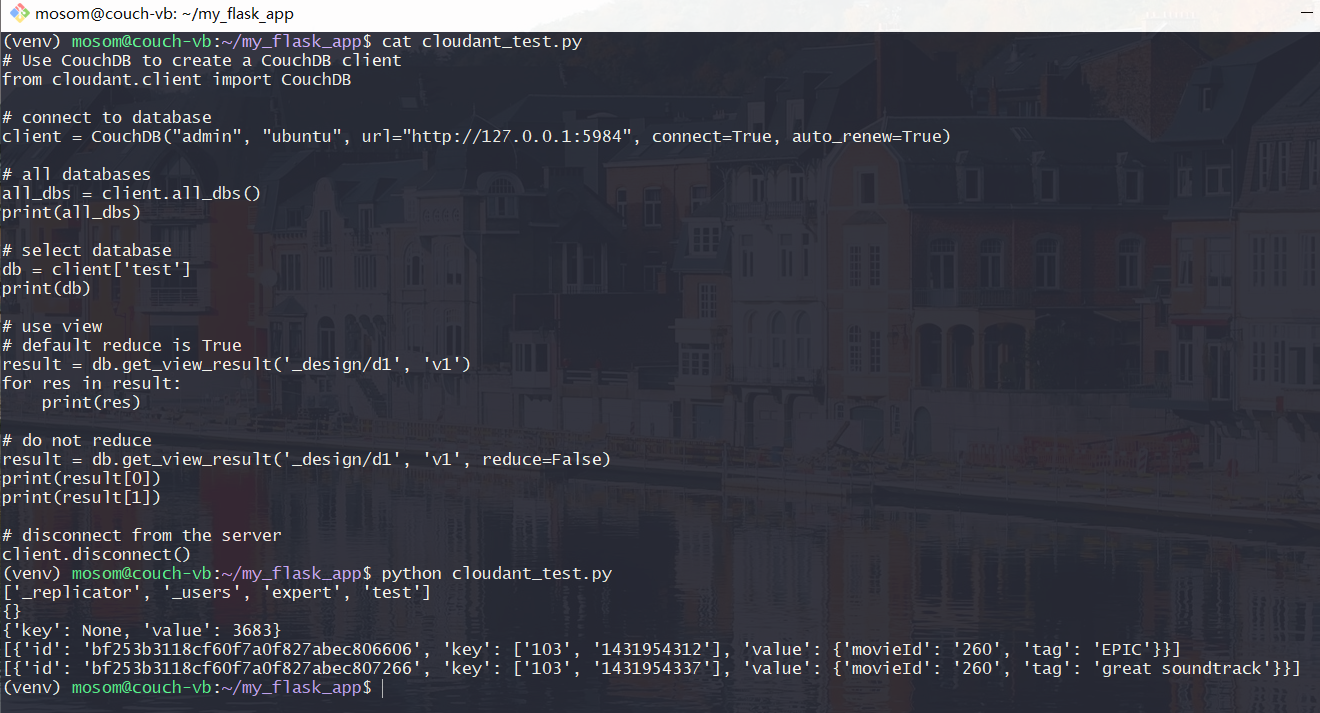 mosom@couch-vb: ~/my_flask_app
(venv) mosom@couch-vb:~/my_flask_app$ cat cloudant_test.py
# Use CouchDB to create a CouchDB client
from cloudant.client import CouchDB

# connect to database
client = CouchDB("admin", "ubuntu", url="http://127.0.0.1:5984", connect=True, auto_renew=True)

# all databases
all_dbs = client.all_dbs()
print(all_dbs)

# select database
db = client['test']
print(db)

# use view
# default reduce is True
result = db.get_view_result('_design/d1', 'v1')
for res in result:
    print(res)

# do not reduce
result = db.get_view_result('_design/d1', 'v1', reduce=False)
print(result[0])
print(result[1])

# disconnect from the server
client.disconnect()
(venv) mosom@couch-vb:~/my_flask_app$ python cloudant_test.py
['_replicator', '_users', 'expert', 'test']
{}
{'key': None, 'value': 3683}
[{'id': 'bf253b3118cf60f7a0f827abec806606', 'key': ['103', '1431954312'], 'value': {'movieId': '260', 'tag': 'EPIC'}}]
[{'id': 'bf253b3118cf60f7a0f827abec807266', 'key': ['103', '1431954337'], 'value': {'movieId': '260', 'tag': 'great soundtrack'}}]
(venv) mosom@couch-vb:~/my_flask_app$